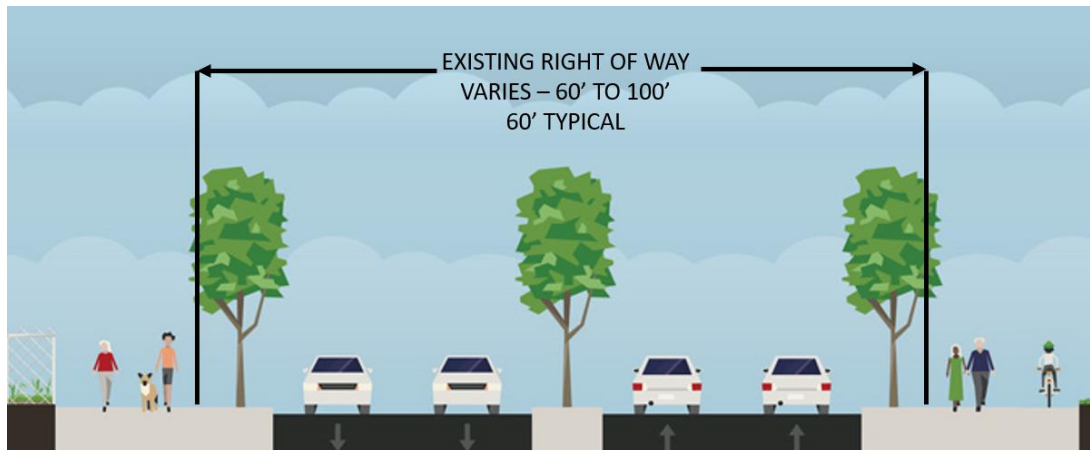 EXISTING RIGHT OF WAY
VARIES – 60’ TO 100’
60’ TYPICAL